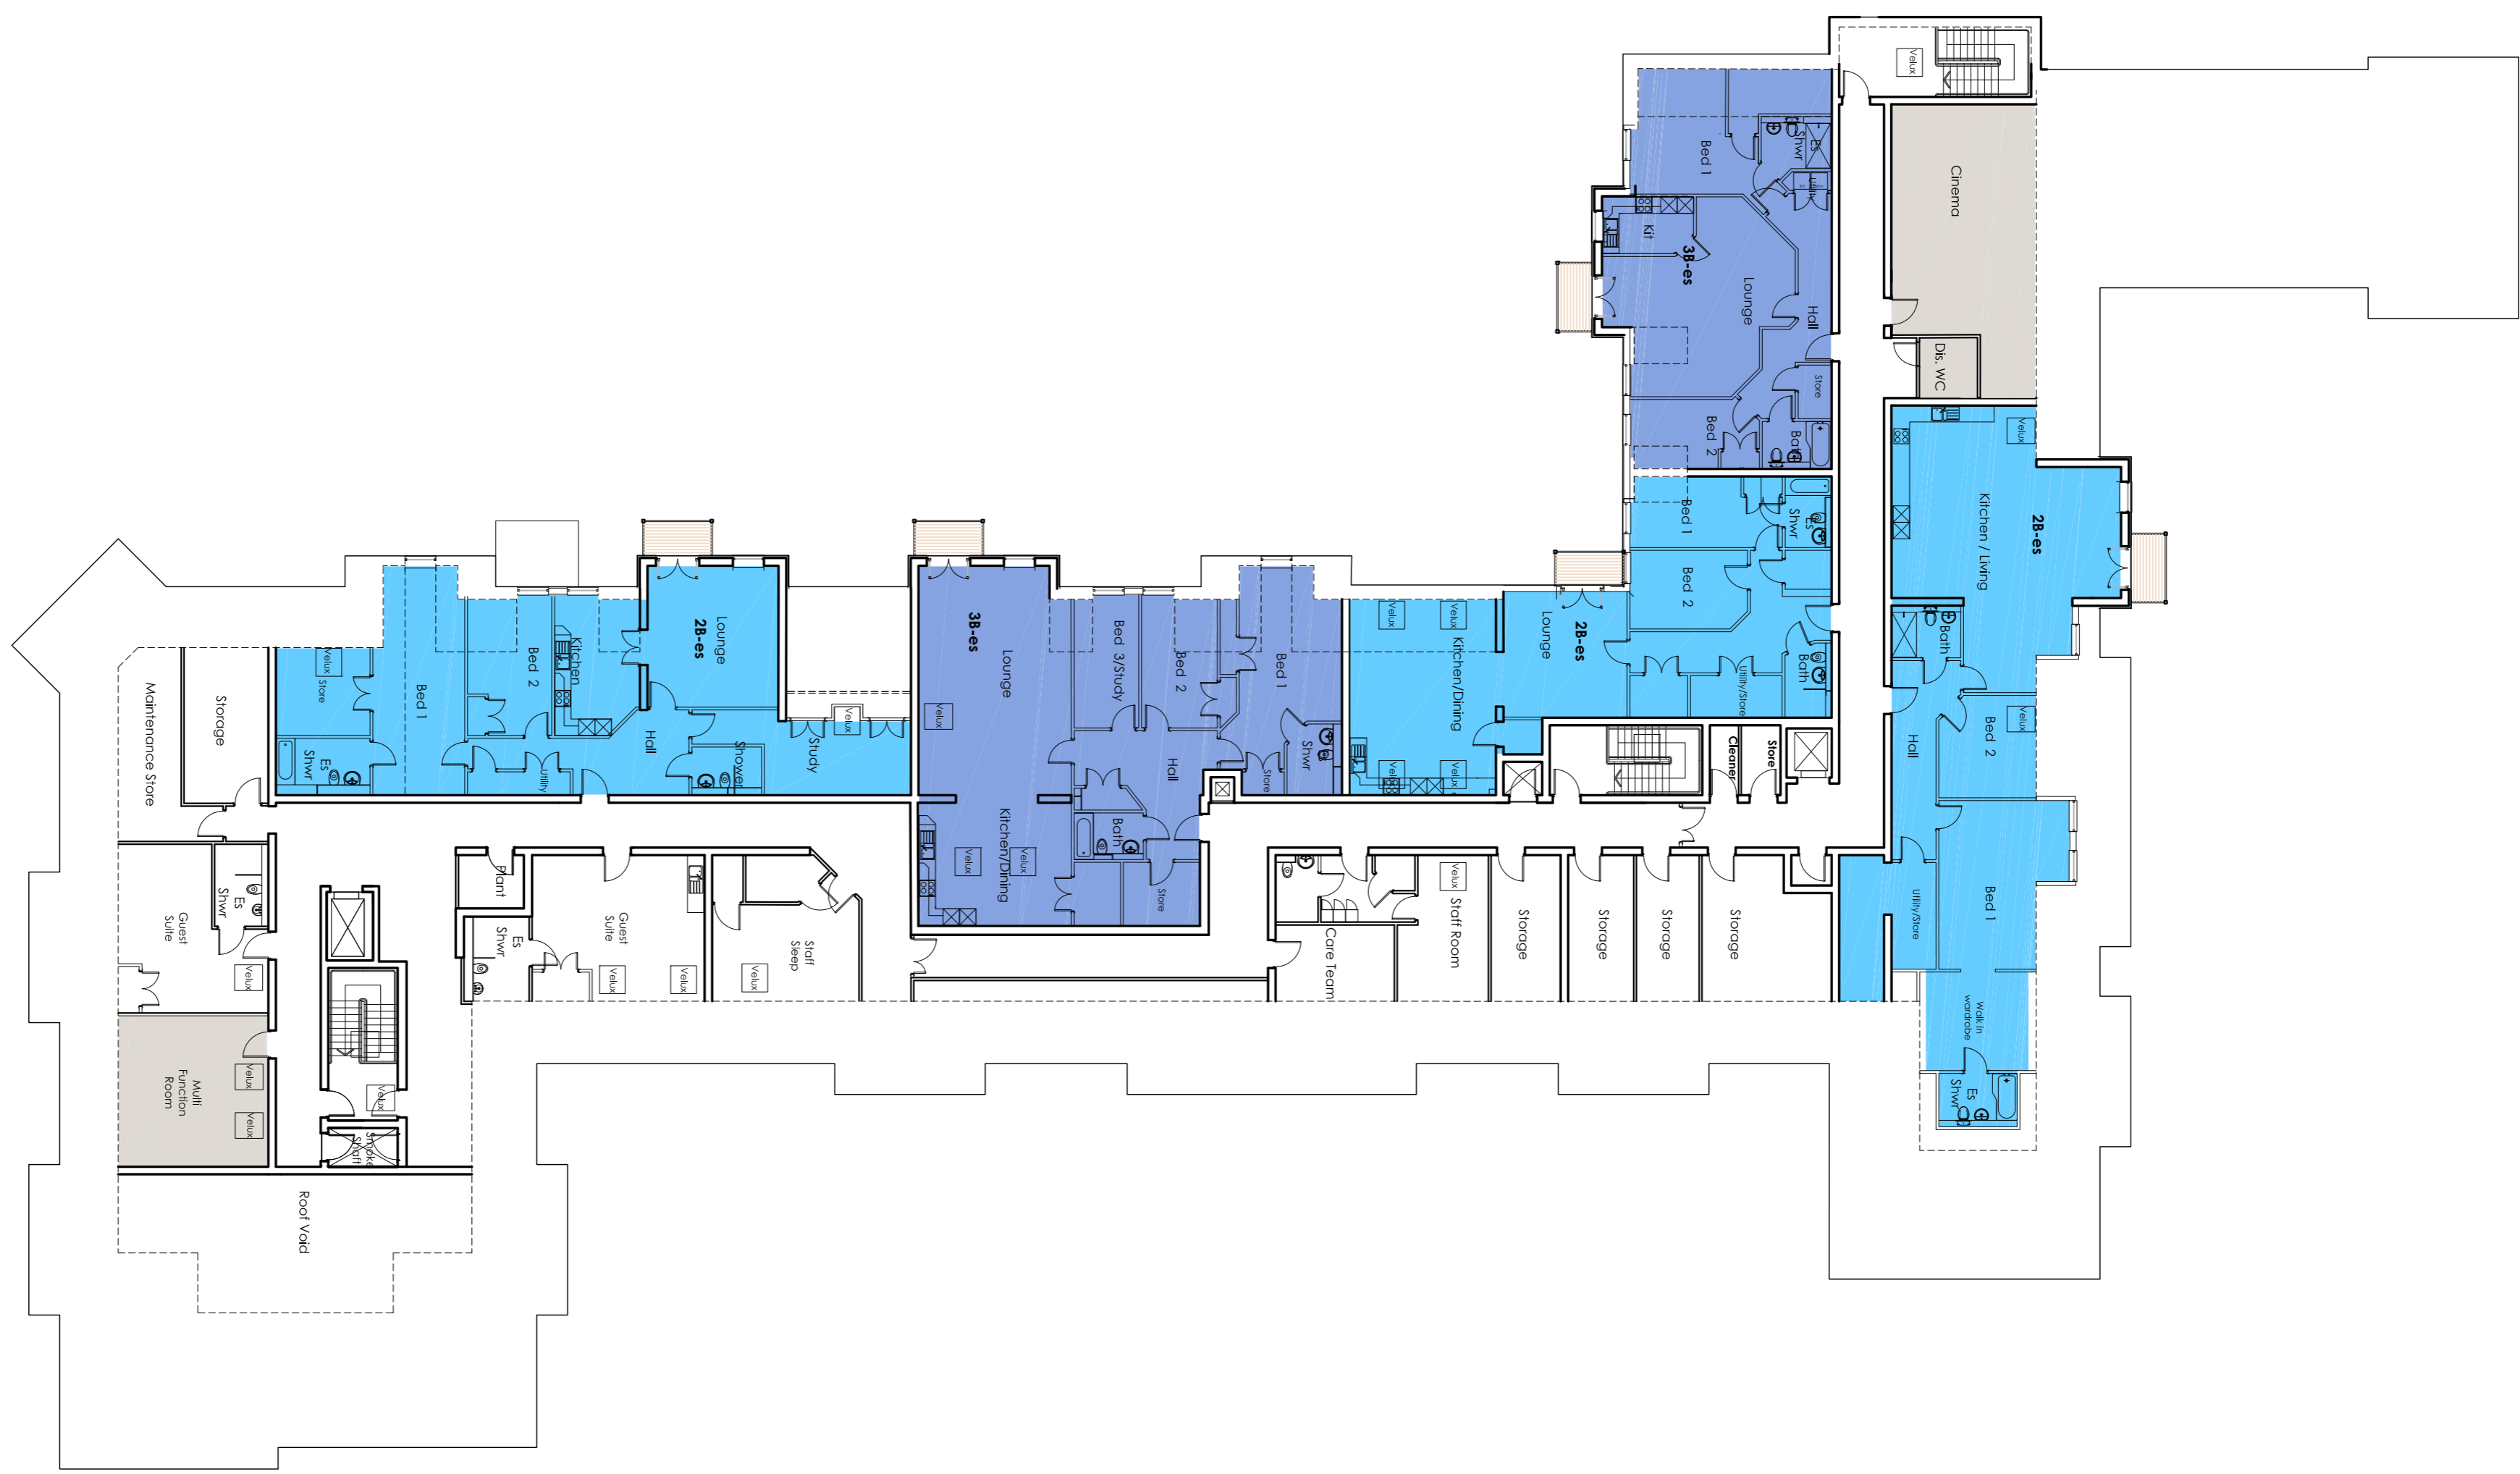 Velux
Cinema
Dis. WC
Bed 1
Es
Shwr
Utility
Kit
3B-es
Lounge
Hall
Store
Bed 2
Bath
Bed 1
Es
Shwr
Bed 2
Bath
Utility/Store
2B-es
Lounge
Kitchen/Dining
Velux
Velux
Velux
Velux
Cleaner
Store
Velux
Kitchen / Living
2B-es
Bath
Hall
Bed 2
Velux
Bed 1
Utility/Store
Walk in
wardrobe
Es
Shwr
3B-es
Lounge
Velux
Bed 3/Study
Bed 2
Bed 1
Shwr
Store
Hall
Bath
Kitchen/Dining
Velux
Velux
Store
2B-es
Lounge
Kitchen
Bed 2
Bed 1
Velux
Store
Es
Shwr
Utility
Hall
Shower
Study
Velux
Storage
Maintenance Store
Guest
Suite
Es
Shwr
Velux
Multi
Function
Room
Velux
Velux
Velux
Smoke
Shaft
Roof Void
Plant
Es
Shwr
Guest
Suite
Velux
Velux
Staff
Sleep
Velux
Care Team
Staff Room
Velux
Storage
Storage
Storage
Storage